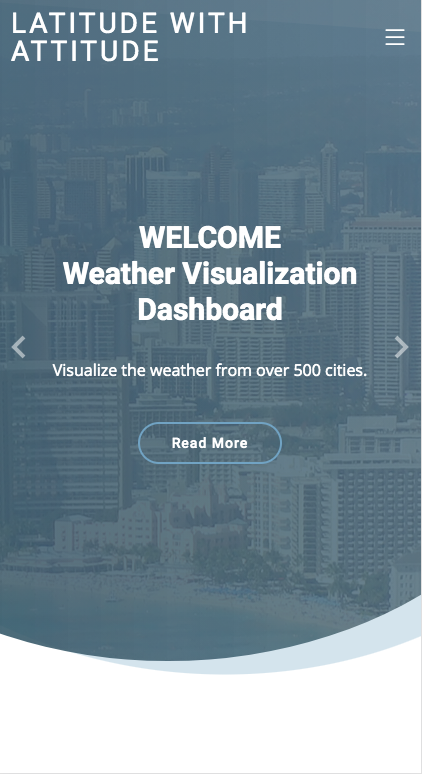 LATITUDE WITH
ATTITUDE
WELCOME
Weather Visualization
Dashboard
Visualize the weather from over 500 cities.
Read More